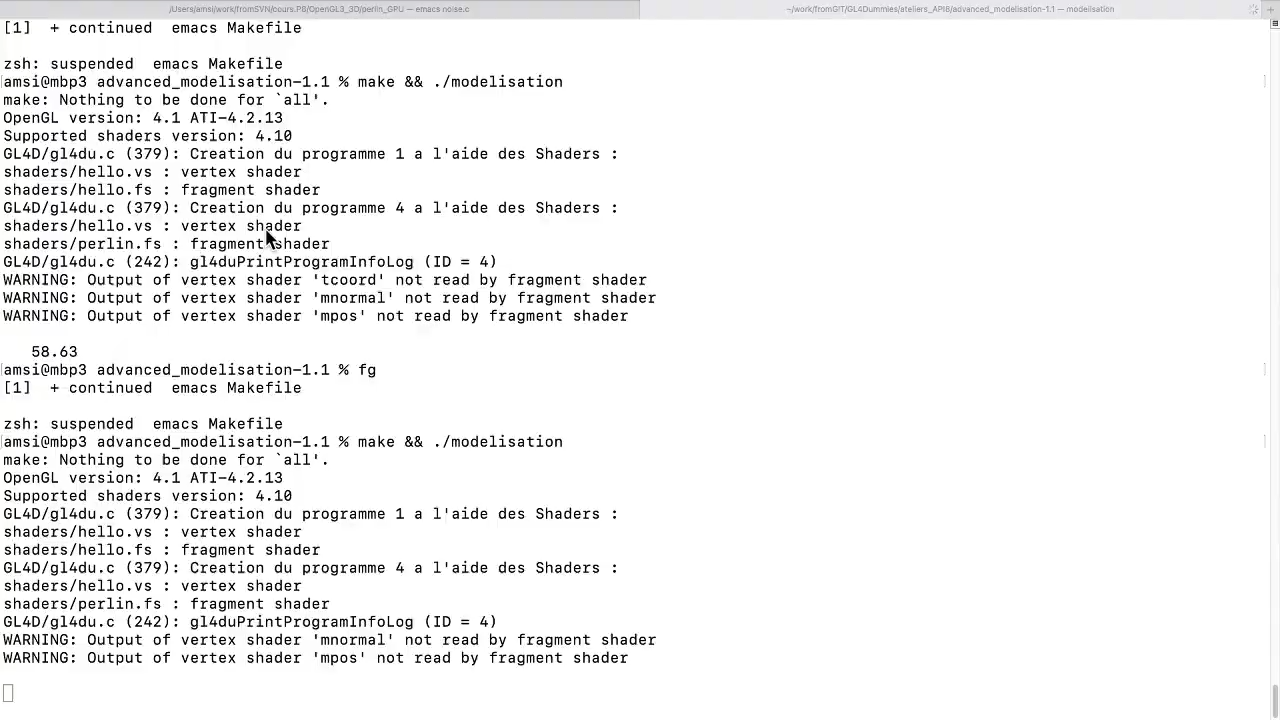 /Users/amsi/work/fromSVN/cours.P8/OpenGL3_3D/perlin_GPU — emacs noise.c
~/work/fromGIT/GL4Dummies/ateliers_API8/advanced_modelisation-1.1 — modelisation
[1]  + continued  emacs Makefile
zsh: suspended  emacs Makefile
amsi@mbp3 advanced_modelisation-1.1 % make && ./modelisation
make: Nothing to be done for `all'.
OpenGL version: 4.1 ATI-4.2.13
Supported shaders version: 4.10
GL4D/gl4du.c (379): Creation du programme 1 a l'aide des Shaders :
shaders/hello.vs : vertex shader
shaders/hello.fs : fragment shader
GL4D/gl4du.c (379): Creation du programme 4 a l'aide des Shaders :
shaders/hello.vs : vertex shader
shaders/perlin.fs : fragment shader
GL4D/gl4du.c (242): gl4duPrintProgramInfoLog (ID = 4)
WARNING: Output of vertex shader 'tcoord' not read by fragment shader
WARNING: Output of vertex shader 'mnormal' not read by fragment shader
WARNING: Output of vertex shader 'mpos' not read by fragment shader
58.63
amsi@mbp3 advanced_modelisation-1.1 % fg
[1]  + continued  emacs Makefile
zsh: suspended  emacs Makefile
amsi@mbp3 advanced_modelisation-1.1 % make && ./modelisation
make: Nothing to be done for `all'.
OpenGL version: 4.1 ATI-4.2.13
Supported shaders version: 4.10
GL4D/gl4du.c (379): Creation du programme 1 a l'aide des Shaders :
shaders/hello.vs : vertex shader
shaders/hello.fs : fragment shader
GL4D/gl4du.c (379): Creation du programme 4 a l'aide des Shaders :
shaders/hello.vs : vertex shader
shaders/perlin.fs : fragment shader
GL4D/gl4du.c (242): gl4duPrintProgramInfoLog (ID = 4)
WARNING: Output of vertex shader 'mnormal' not read by fragment shader
WARNING: Output of vertex shader 'mpos' not read by fragment shader